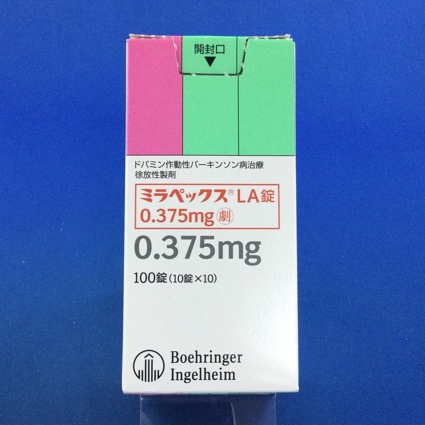 開封口
▼
ドパミン作動性パーキンソン病治療
徐放性製剤
ミラペックス® LA錠
0.375mg 劇
0.375mg
100錠(10錠×10)
Boehringer
Ingelheim